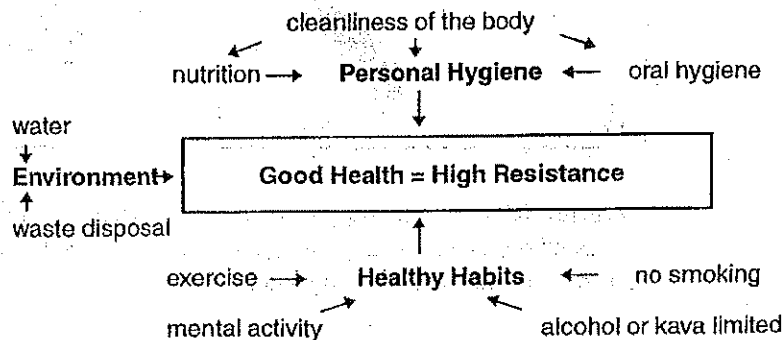 cleanliness of the body
nutrition Personal Hygiene oral hygiene
water
Environment Good Health = High Resistance
waste disposal
exercise Healthy Habits no smoking
mental activity alcohol or kava limited